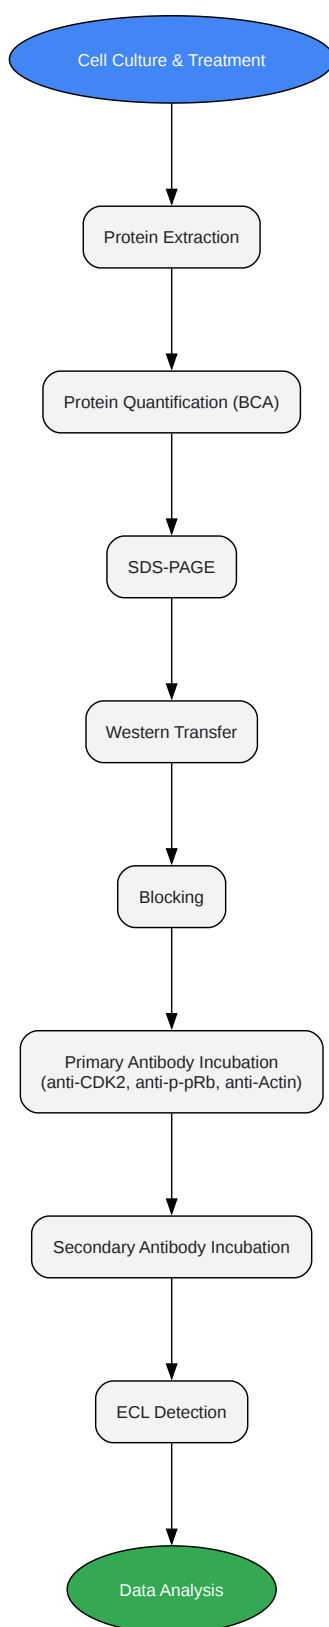 Cell Culture & Treatment
Protein Extraction
Protein Quantification (BCA)
SDS-PAGE
Western Transfer
Blocking
Primary Antibody Incubation
(anti-CDK2, anti-p-pRb, anti-Actin)
Secondary Antibody Incubation
ECL Detection
Data Analysis